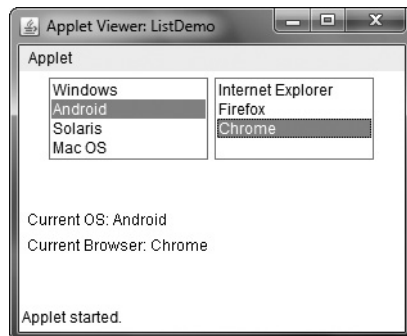 Applet Viewer: ListDemo
Applet
Windows
Android
Solaris
Mac OS
Internet Explorer
Firefox
Chrome
Current OS: Android
Current Browser: Chrome
Applet started.